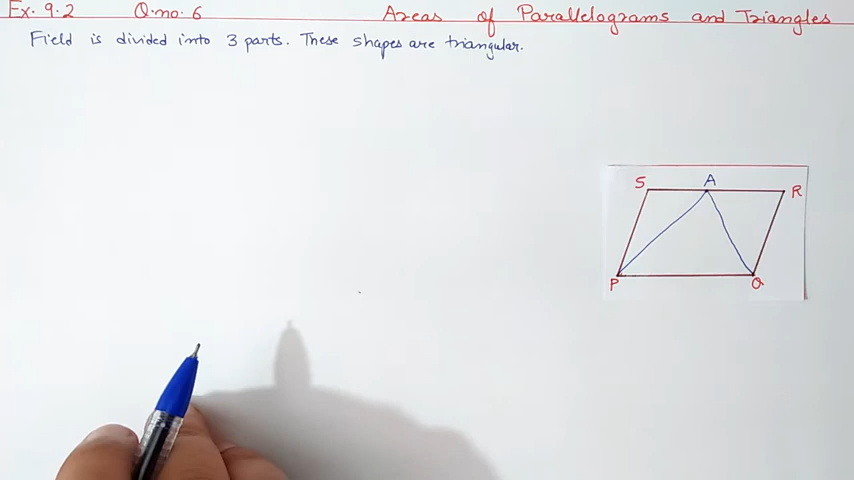 Ex. 9.2 Q.no. 6 Areas of Parallelograms and Triangles
Field is divided into 3 parts. These shapes are triangular.
S A R
P Q